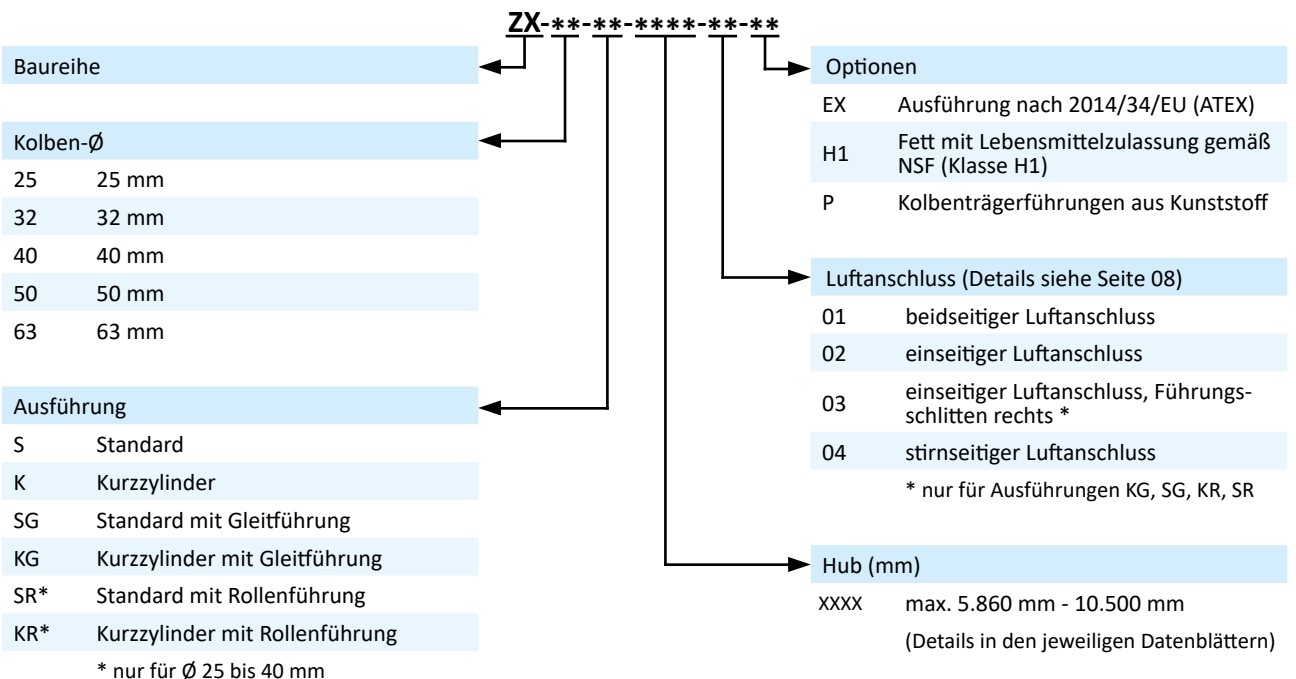 ZX-**-**-****-**-**
Baureihe
Kolben-Ø
25 25 mm
32 32 mm
40 40 mm
50 50 mm
63 63 mm
Ausführung
S Standard
K Kurzzylinder
SG Standard mit Gleitführung
KG Kurzzylinder mit Gleitführung
SR* Standard mit Rollenführung
KR* Kurzzylinder mit Rollenführung
* nur für Ø 25 bis 40 mm
Optionen
EX Ausführung nach 2014/34/EU (ATEX)
H1 Fett mit Lebensmittelzulassung gemäß
NSF (Klasse H1)
P Kolbenträgerführungen aus Kunststoff
Luftanschluss (Details siehe Seite 08)
01 beidseitiger Luftanschluss
02 einseitiger Luftanschluss
03 einseitiger Luftanschluss, Führungs-
schlitten rechts *
04 stirnseitiger Luftanschluss
* nur für Ausführungen KG, SG, KR, SR
Hub (mm)
XXXX max. 5.860 mm - 10.500 mm
(Details in den jeweiligen Datenblättern)